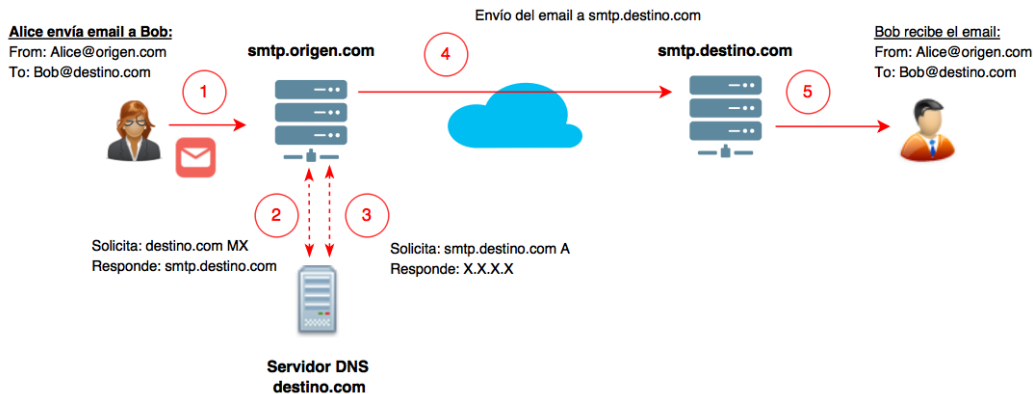 Envío del email a smtp.destino.com
Alice envía email a Bob:
From: Alice@origen.com
To: Bob@destino.com
smtp.origen.com
smtp.destino.com
Bob recibe el email:
From: Alice@origen.com
To: Bob@destino.com
1
4
5
2
3
Solicita: destino.com MX
Responde: smtp.destino.com
Solicita: smtp.destino.com A
Responde: X.X.X.X
Servidor DNS
destino.com